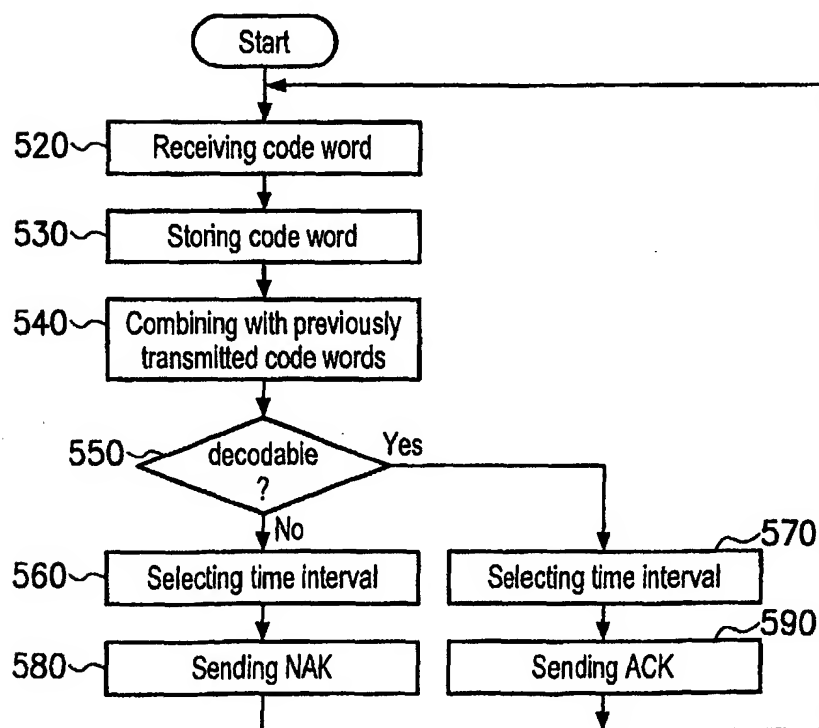 Start
520
Receiving code word
530
Storing code word
540
Combining with previously
transmitted code words
550
decodable
?
Yes
No
560
Selecting time interval
570
Selecting time interval
580
Sending NAK
590
Sending ACK